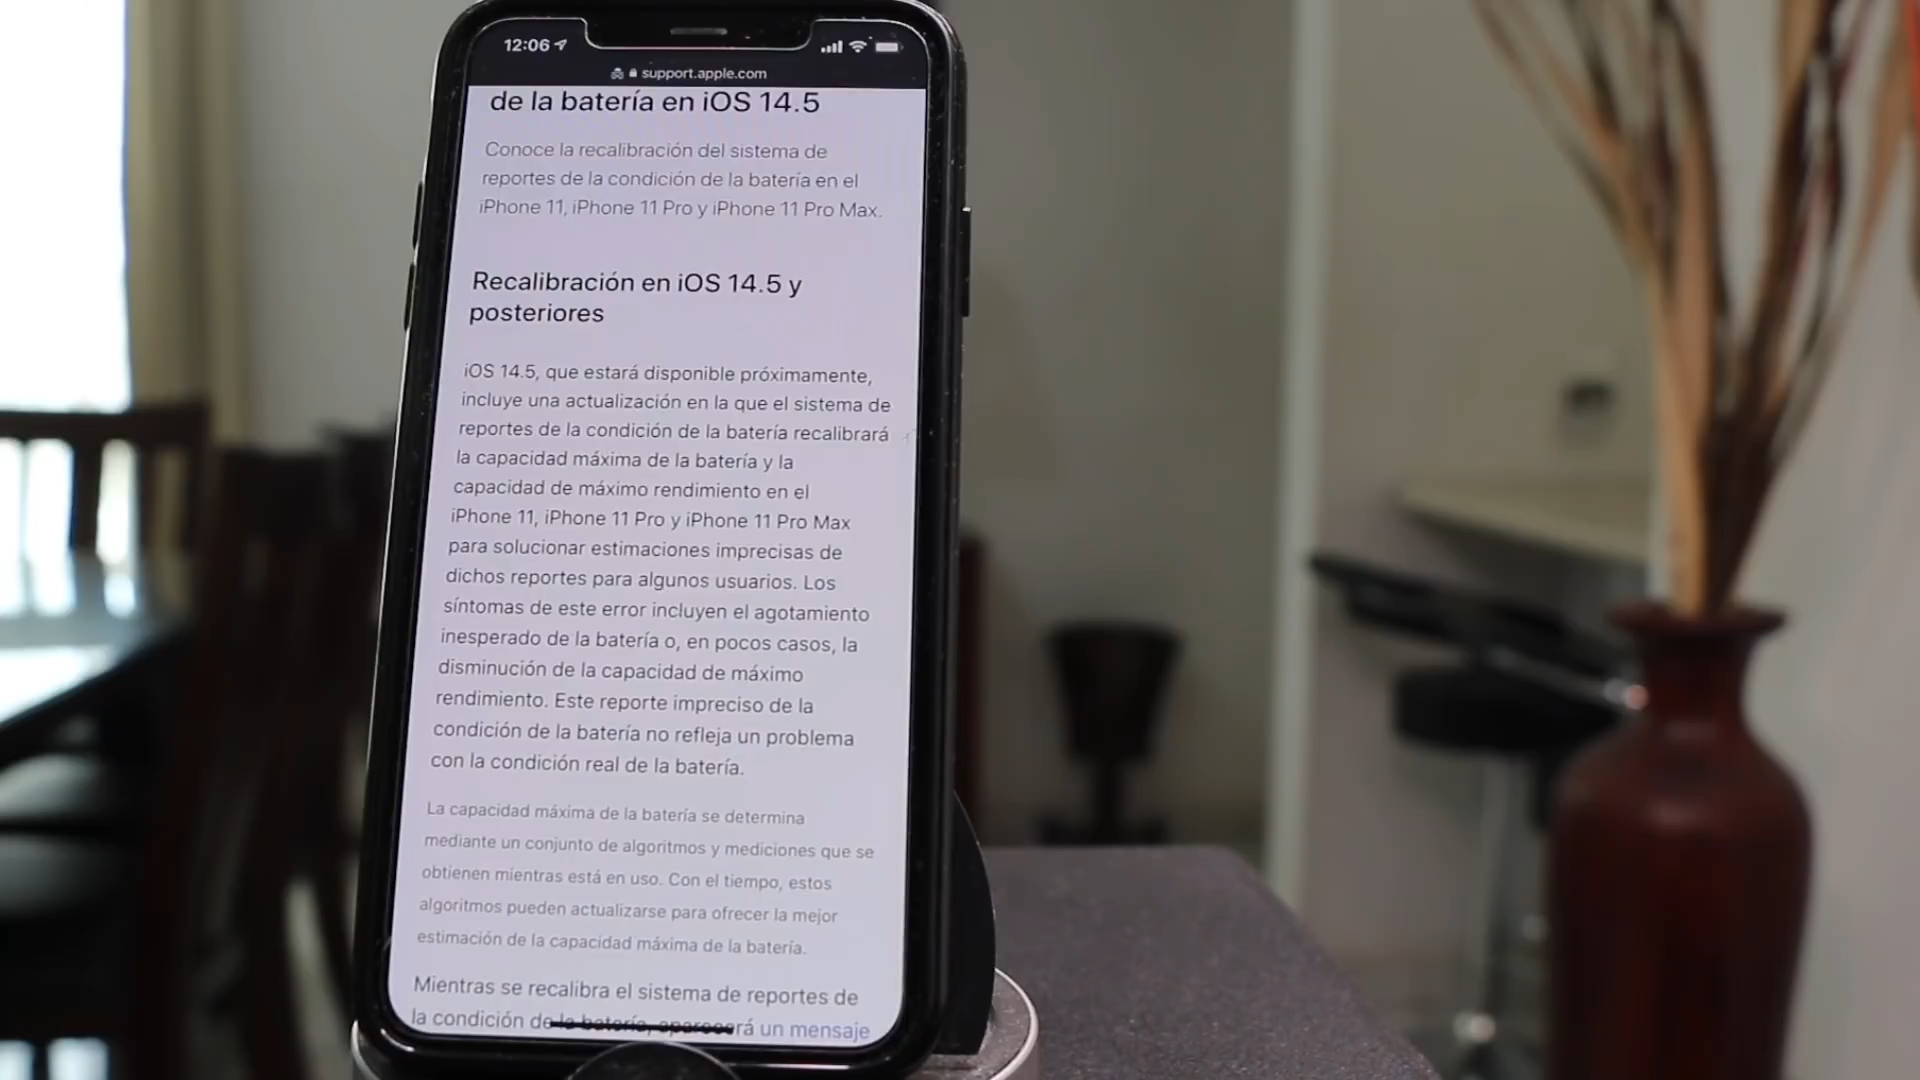 12:06
support.apple.com
de la batería en iOS 14.5
Conoce la recalibración del sistema de
reportes de la condición de la batería en el
iPhone 11, iPhone 11 Pro y iPhone 11 Pro Max.
Recalibración en iOS 14.5 y
posteriores
iOS 14.5, que estará disponible próximamente,
incluye una actualización en la que el sistema de
reportes de la condición de la batería recalibrará
la capacidad máxima de la batería y la
capacidad de máximo rendimiento en el
iPhone 11, iPhone 11 Pro y iPhone 11 Pro Max
para solucionar estimaciones imprecisas de
dichos reportes para algunos usuarios. Los
síntomas de este error incluyen el agotamiento
inesperado de la batería o, en pocos casos, la
disminución de la capacidad de máximo
rendimiento. Este reporte impreciso de la
condición de la batería no refleja un problema
con la condición real de la batería.
La capacidad máxima de la batería se determina
mediante un conjunto de algoritmos y mediciones que se
obtienen mientras está en uso. Con el tiempo, estos
algoritmos pueden actualizarse para ofrecer la mejor
estimación de la capacidad máxima de la batería.
Mientras se recalibra el sistema de reportes de
la condición de la batería, aparecerá un mensaje